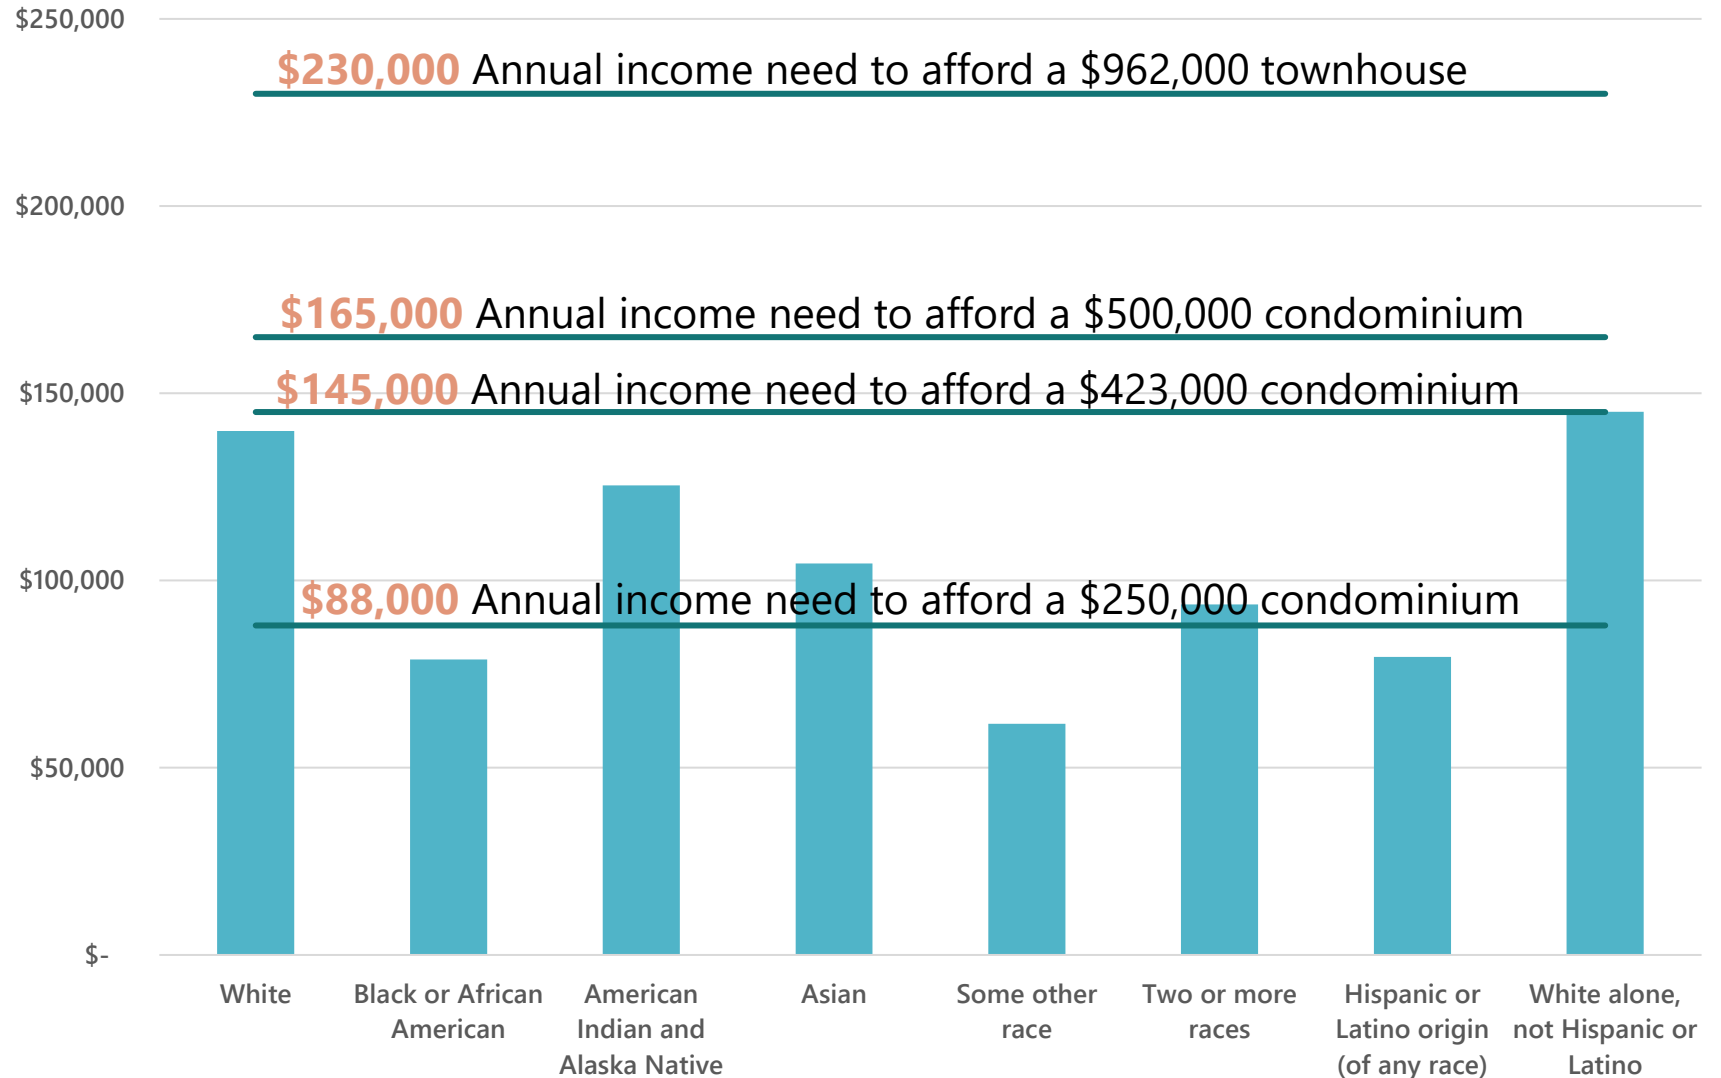 $250,000
$230,000 Annual income need to afford a $962,000 townhouse
$200,000
$165,000 Annual income need to afford a $500,000 condominium
$150,000
$145,000 Annual income need to afford a $423,000 condominium
$100,000
$88,000 Annual income need to afford a $250,000 condominium
$50,000
$-
White
Black or African
American
American
Indian and
Alaska Native
Asian
Some other
race
Two or more
races
Hispanic or
Latino origin
(of any race)
White alone,
not Hispanic or
Latino